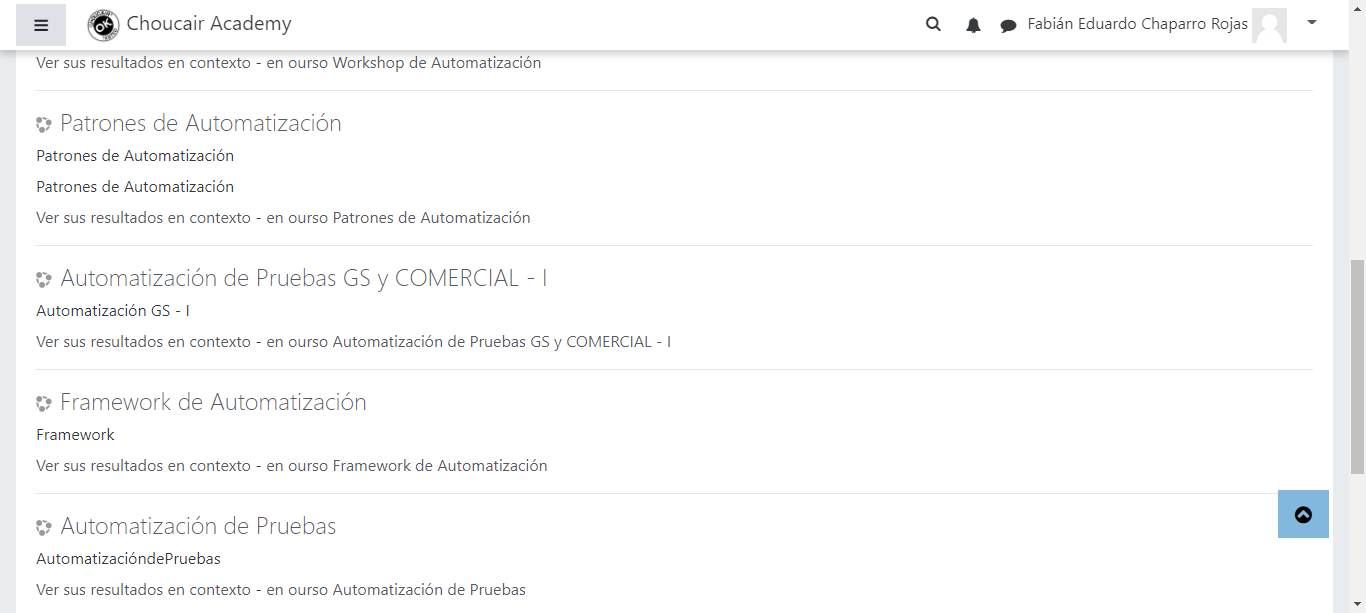 Choucair Academy
Fabián Eduardo Chaparro Rojas
Ver sus resultados en contexto - en ourso Workshop de Automatización
Patrones de Automatización
Patrones de Automatización
Patrones de Automatización
Ver sus resultados en contexto - en ourso Patrones de Automatización
Automatización de Pruebas GS y COMERCIAL - I
Automatización GS - I
Ver sus resultados en contexto - en ourso Automatización de Pruebas GS y COMERCIAL - I
Framework de Automatización
Framework
Ver sus resultados en contexto - en ourso Framework de Automatización
Automatización de Pruebas
AutomatizacióndePruebas
Ver sus resultados en contexto - en ourso Automatización de Pruebas